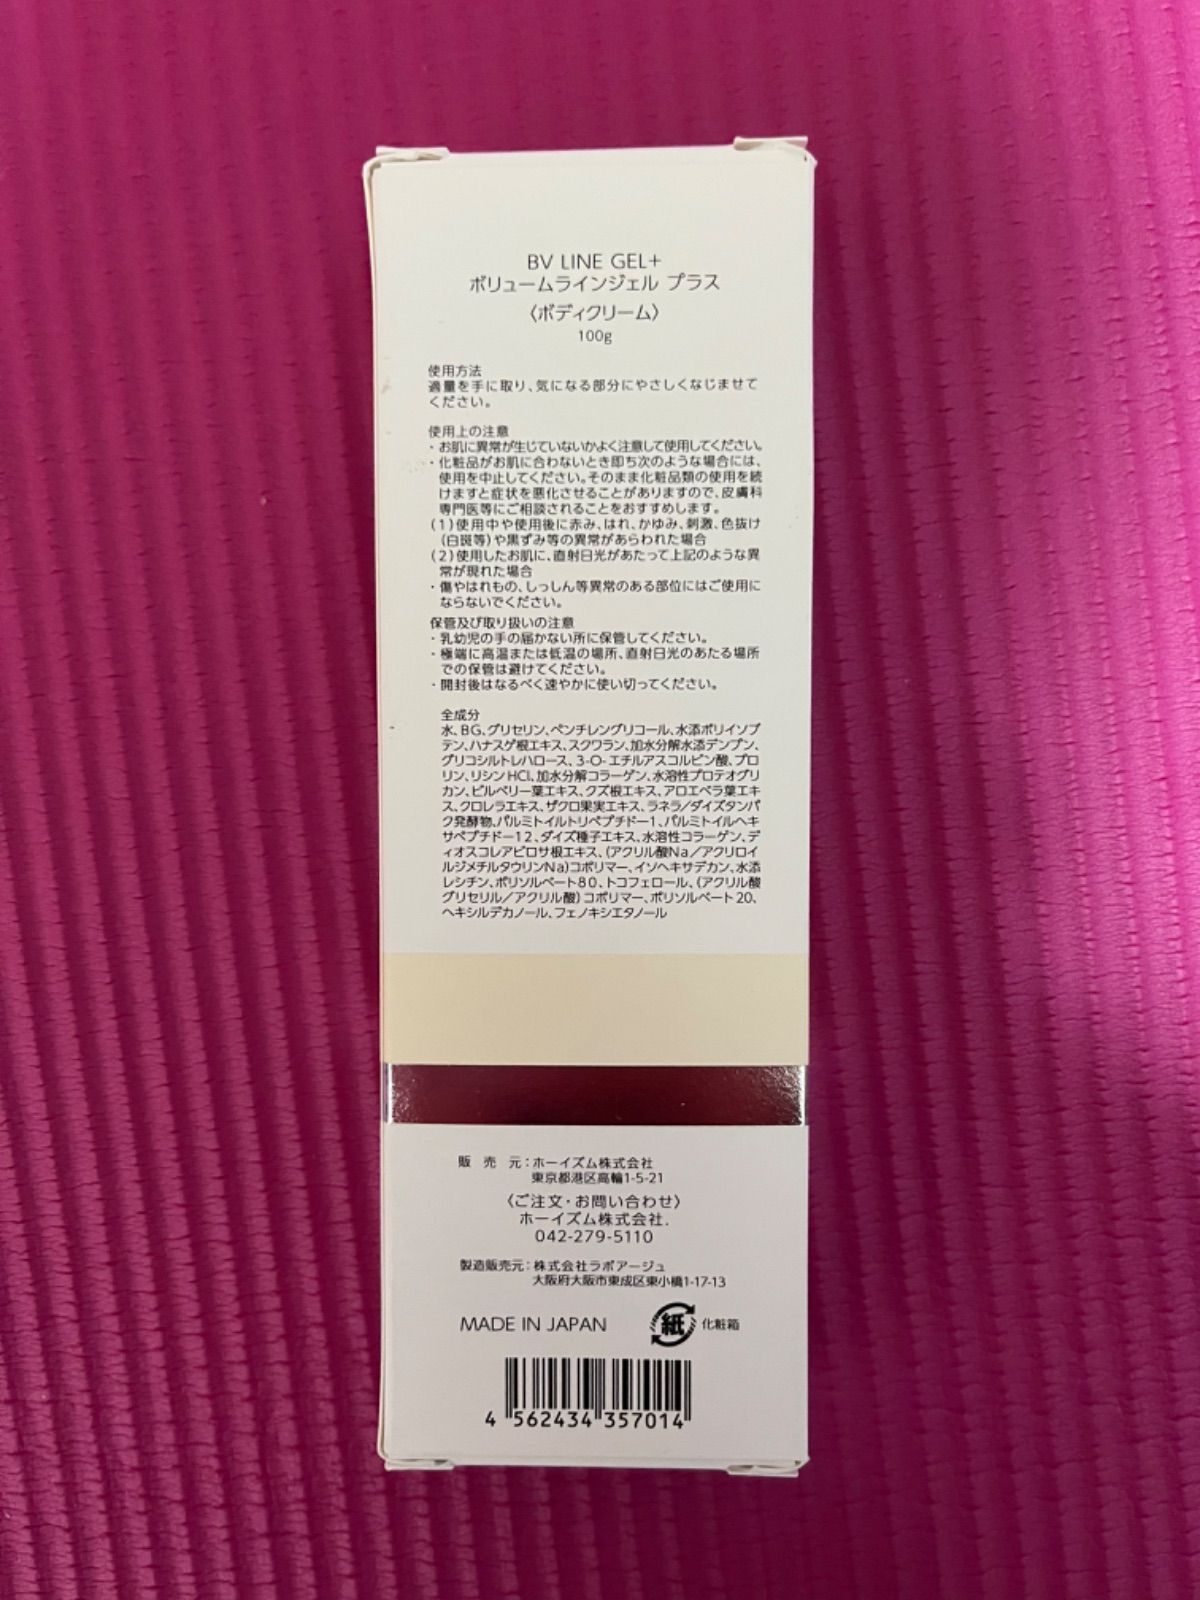 BV LINE GEL+
ボリュームラインジェル プラス
〈ボディクリーム〉
100g
使用方法
適量を手に取り、気になる部分にやさしくなじませて
ください。
使用上の注意
・お肌に異常が生じていないかよく注意して使用してください。
・化粧品がお肌に合わないとき即ち次のような場合には、
使用を中止してください。そのまま化粧品類の使用を続
けますと症状を悪化させることがありますので、皮膚科
専門医等にご相談されることをおすすめします。
(1)使用中や使用後に赤み、はれ、かゆみ、刺激、色抜け
(白斑等)や黒ずみ等の異常があらわれた場合
(2)使用したお肌に、直射日光があたって上記のような異
常が現れた場合
・傷やはれもの、しっしん等異常のある部位にはご使用に
ならないでください。
保管及び取り扱いの注意
・乳幼児の手の届かない所に保管してください。
・極端に高温または低温の場所、直射日光のあたる場所
での保管は避けてください。
・開封後はなるべく速やかに使い切ってください。
全成分
水、BG、グリセリン、ペンチレングリコール、水添ポリイソブ
テン、ハナスゲ根エキス、スクワラン、加水分解水添デンプン、
グリコシルトレハロース、3-O-エチルアスコルビン酸、プロ
リン、リシンHCl、加水分解コラーゲン、水溶性プロテオグリ
カン、ビルベリー葉エキス、クズ根エキス、アロエベラ葉エキ
ス、クロレラエキス、ザクロ果実エキス、ラネラ/ダイズタンパ
ク発酵物、パルミトイルトリペプチド-1、パルミトイルヘキ
サペプチド-12、ダイズ種子エキス、水溶性コラーゲン、デ
ィオスコレアビロサ根エキス、(アクリル酸Na/アクリロイ
ルジメチルタウリンNa)コポリマー、イソヘキサデカン、水添
レシチン、ポリソルベート80、トコフェロール、(アクリル酸
グリセリル/アクリル酸)コポリマー、ポリソルベート20、
ヘキシルデカノール、フェノキシエタノール
販売元：ホーイズム株式会社
東京都港区高輪1-5-21
〈ご注文・お問い合わせ〉
ホーイズム株式会社.
042-279-5110
製造販売元：株式会社ラボアージュ
大阪府大阪市東成区東小橋1-17-13
MADE IN JAPAN 紙 化粧箱
4 562434 357014